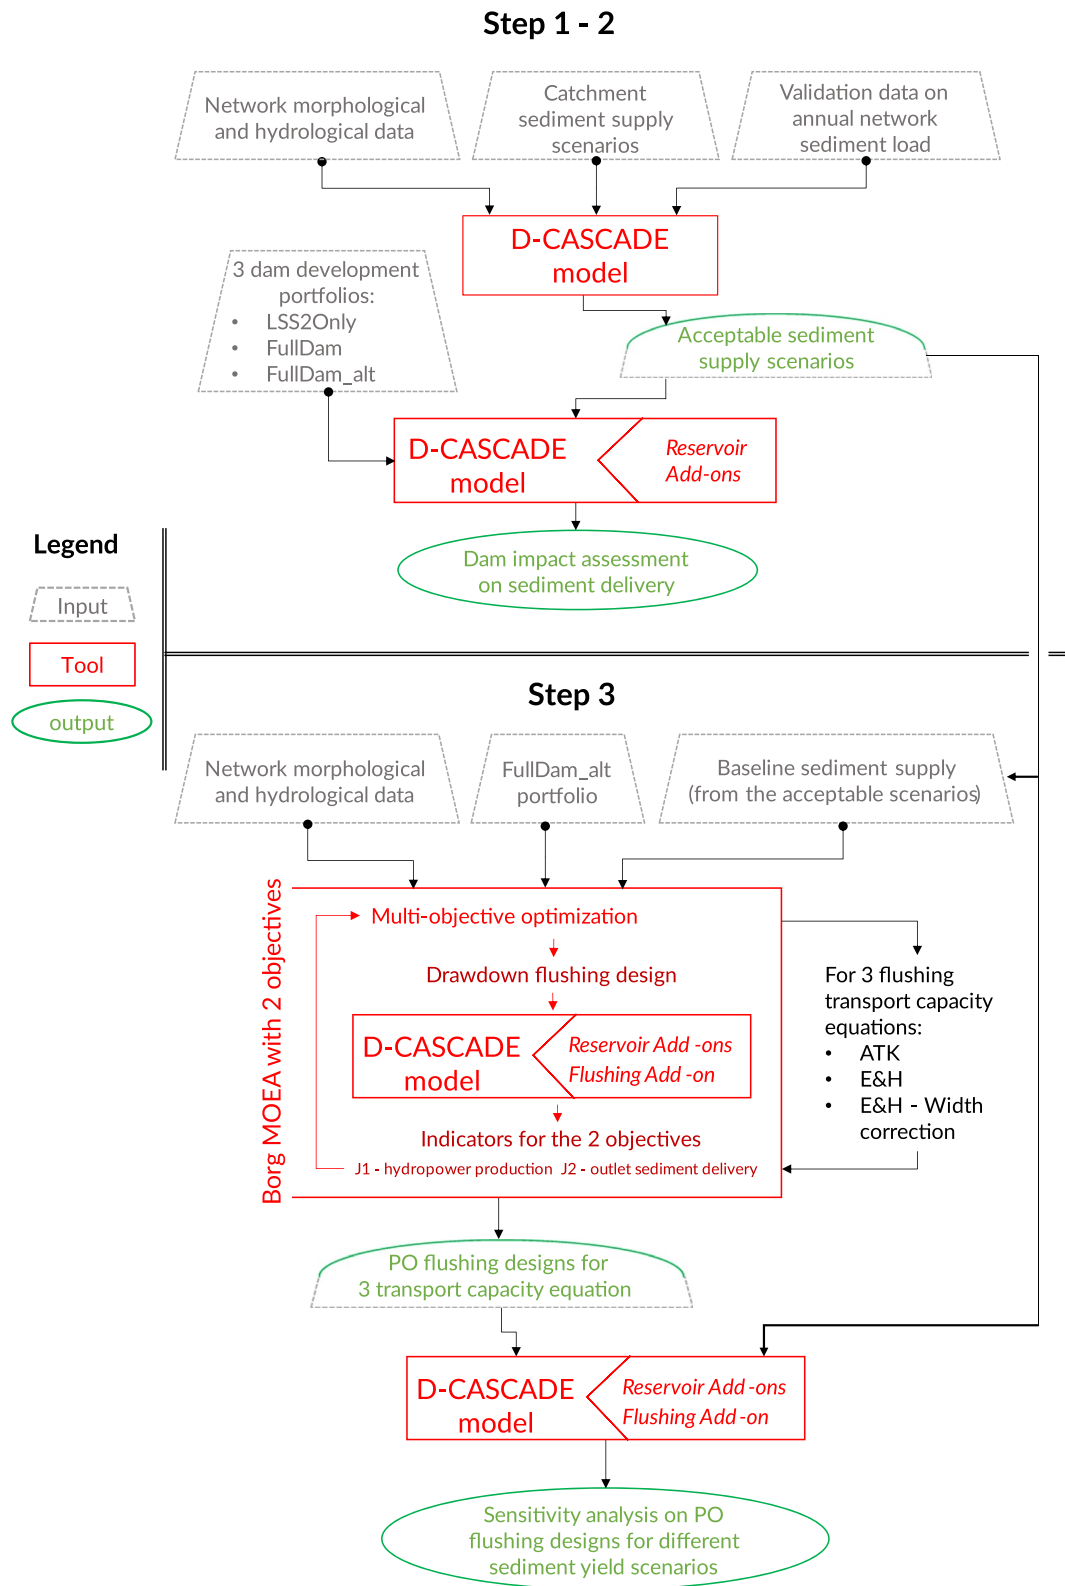 Step 1 - 2
Network morphological
and hydrological data
Catchment
sediment supply
scenarios
Validation data on
annual network
sediment load
D-CASCADE
model
3 dam development
portfolios:
• LSS2Only
• FullDam
• FullDam_alt
Acceptable sediment
supply scenarios
D-CASCADE
model
Reservoir
Add-ons
Dam impact assessment
on sediment delivery
Legend
Input
Tool
output
Step 3
Network morphological
and hydrological data
FullDam_alt
portfolio
Baseline sediment supply
(from the acceptable scenarios)
Borg MOEA with 2 objectives
Multi-objective optimization
Drawdown flushing design
D-CASCADE
model
Reservoir Add -ons
Flushing Add -on
Indicators for the 2 objectives
J1 - hydropower production J2 - outlet sediment delivery
For 3 flushing
transport capacity
equations:
• ATK
• E&H
• E&H - Width
correction
PO flushing designs for
3 transport capacity equation
D-CASCADE
model
Reservoir Add -ons
Flushing Add -on
Sensitivity analysis on PO
flushing designs for different
sediment yield scenarios